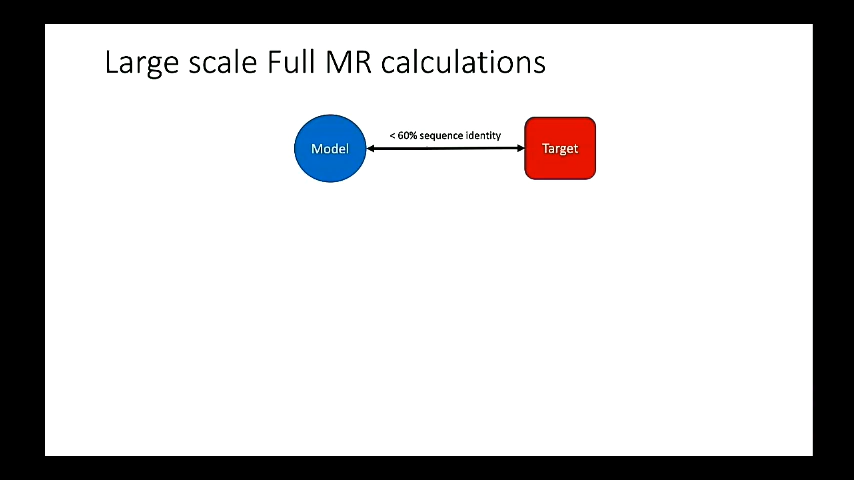 Large scale Full MR calculations
< 60% sequence identity
Model
Target